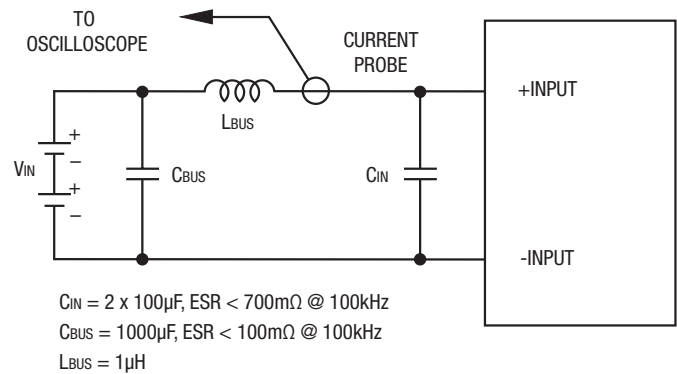 TO
OSCILLOSCOPE
CURRENT
PROBE
+INPUT
LBUS
+
−
VIN
+
−
CBUS
CIN
-INPUT
CIN = 2 x 100µF, ESR < 700mΩ @ 100kHz
CBUS = 1000µF, ESR < 100mΩ @ 100kHz
LBUS = 1µH